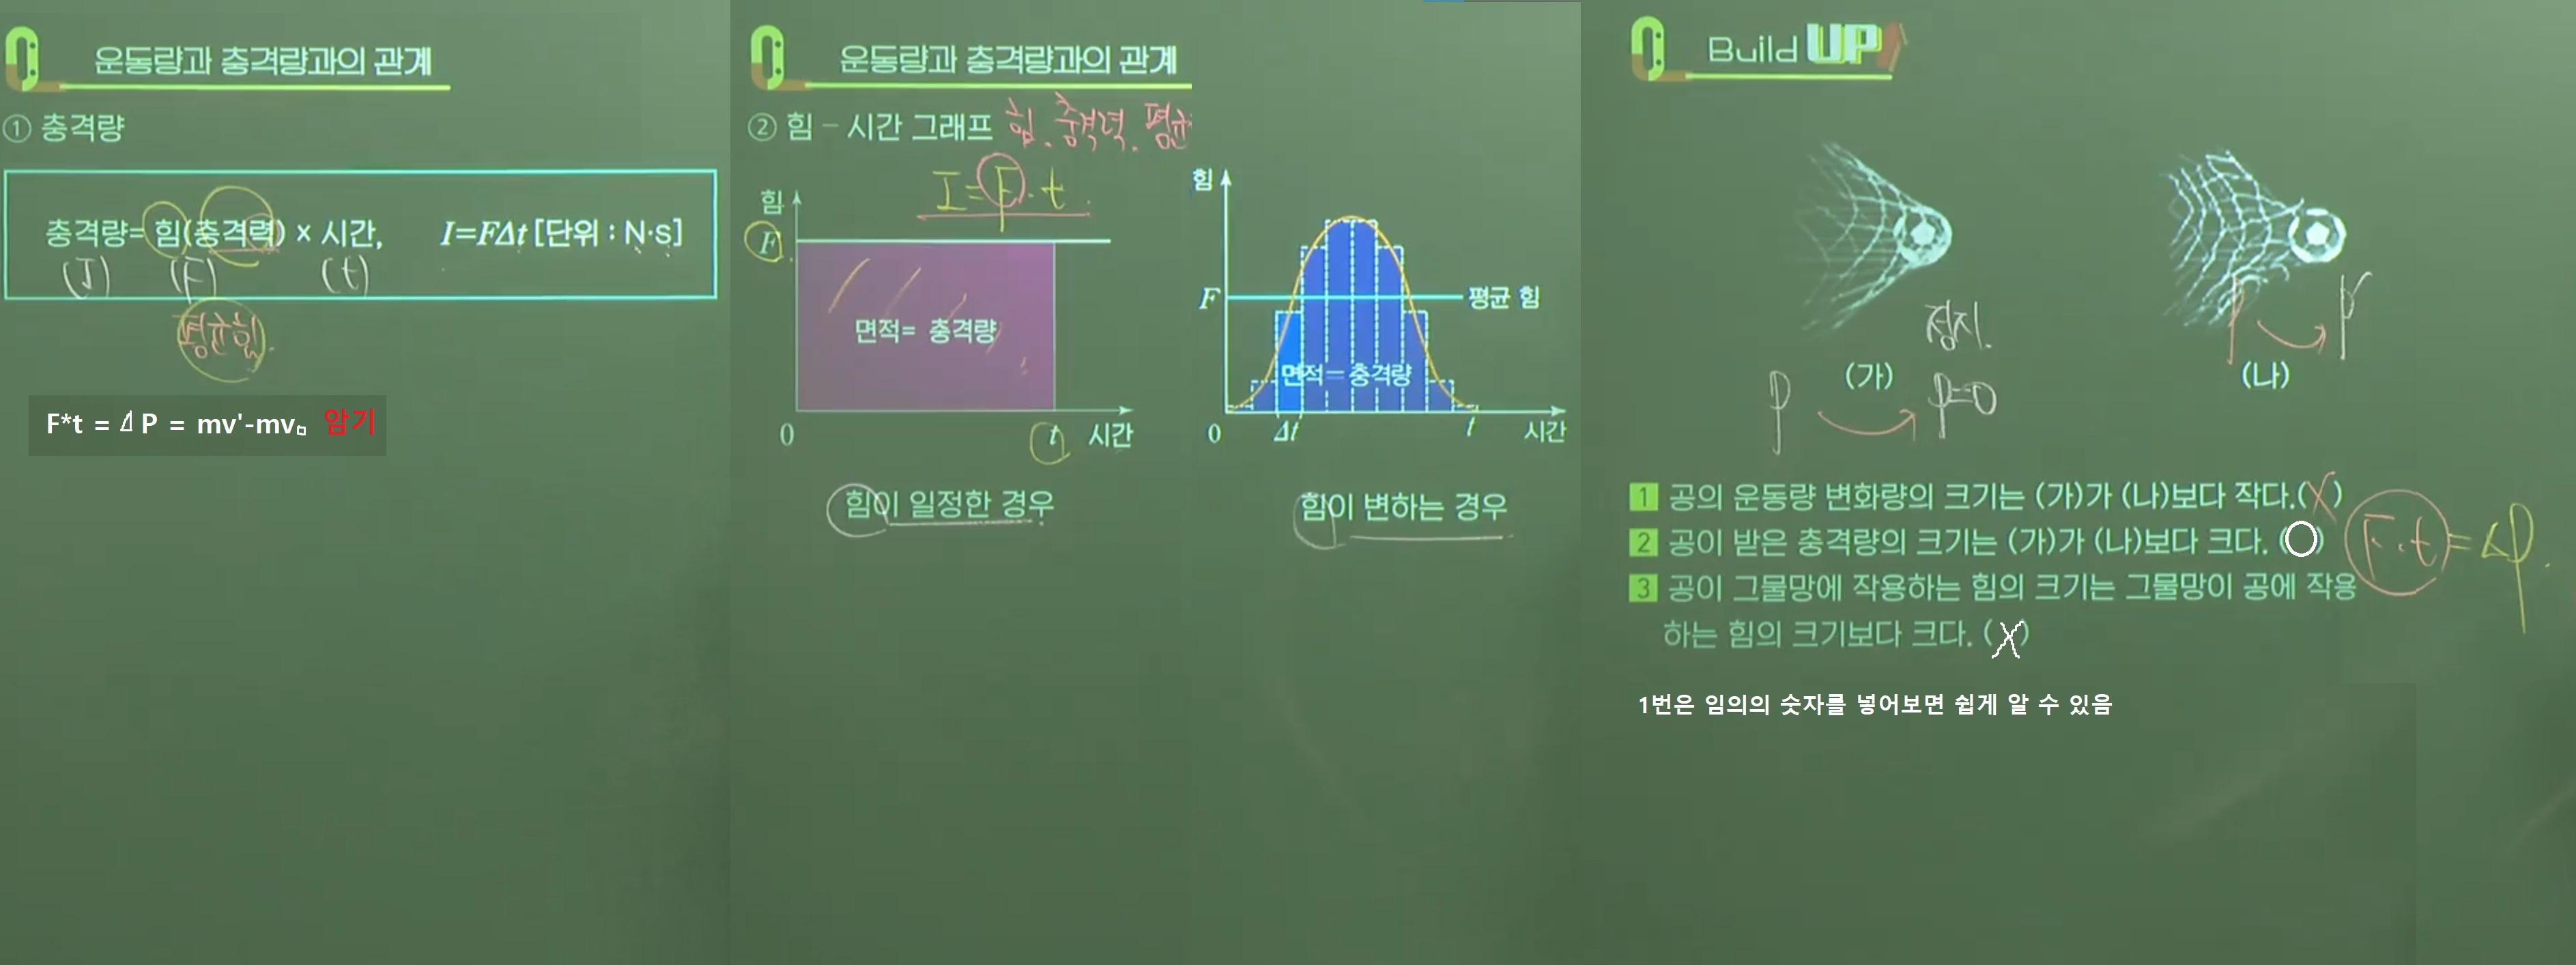 운동량과 충격량과의 관계
① 충격량
충격량= 힘(충격력) × 시간, I=FΔt [단위 : N·s]
(I) (F) (t)
평균힘.
F*t = ⊿P = mv'-mv。 암기
운동량과 충격량과의 관계
② 힘 – 시간 그래프 힘. 충격력. 평균
I=F·t
힘
F
면적= 충격량
0 t 시간
힘이 일정한 경우
힘
F 평균 힘
면적=충격량
0 Δt t 시간
힘이 변하는 경우
Build UP
정지.
(가) (나)
P P=0
P P'
1 공의 운동량 변화량의 크기는 (가)가 (나)보다 작다.(X)
2 공이 받은 충격량의 크기는 (가)가 (나)보다 크다. (O)
F·t=ΔP.
3 공이 그물망에 작용하는 힘의 크기는 그물망이 공에 작용
하는 힘의 크기보다 크다. (X)
1번은 임의의 숫자를 넣어보면 쉽게 알 수 있음